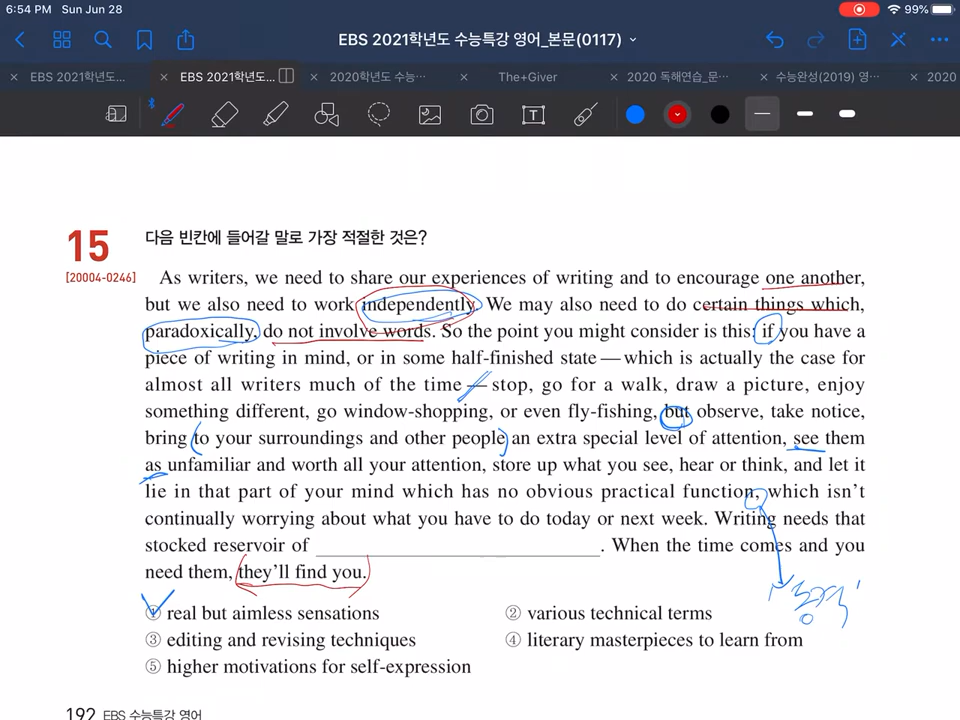 6:54 PM Sun Jun 28 99%
EBS 2021학년도 수능특강 영어_본문(0117)
EBS 2021학년도... EBS 2021학년도... 2020학년도 수능... The+Giver 2020 독해연습_문... 수능완성(2019) 영... 2020
15 다음 빈칸에 들어갈 말로 가장 적절한 것은?
[20004-0246] As writers, we need to share our experiences of writing and to encourage one another,
but we also need to work independently. We may also need to do certain things which,
paradoxically, do not involve words. So the point you might consider is this: if you have a
piece of writing in mind, or in some half-finished state — which is actually the case for
almost all writers much of the time — stop, go for a walk, draw a picture, enjoy
something different, go window-shopping, or even fly-fishing, but observe, take notice,
bring to your surroundings and other people an extra special level of attention, see them
as unfamiliar and worth all your attention, store up what you see, hear or think, and let it
lie in that part of your mind which has no obvious practical function, which isn't
continually worrying about what you have to do today or next week. Writing needs that
stocked reservoir of ____________________. When the time comes and you
need them, they'll find you.
① real but aimless sensations ② various technical terms
③ editing and revising techniques ④ literary masterpieces to learn from
⑤ higher motivations for self-expression
192 EBS 수능특강 영어